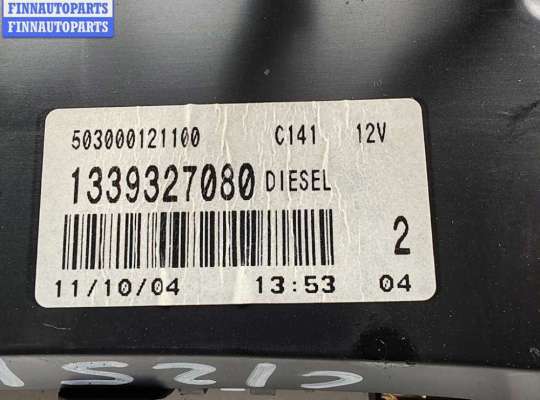 FINNAUTOPARTS
FINNAUTOPARTS
503000121100 C141 12V
1339327080 DIESEL
2
11/10/04 13:53 04